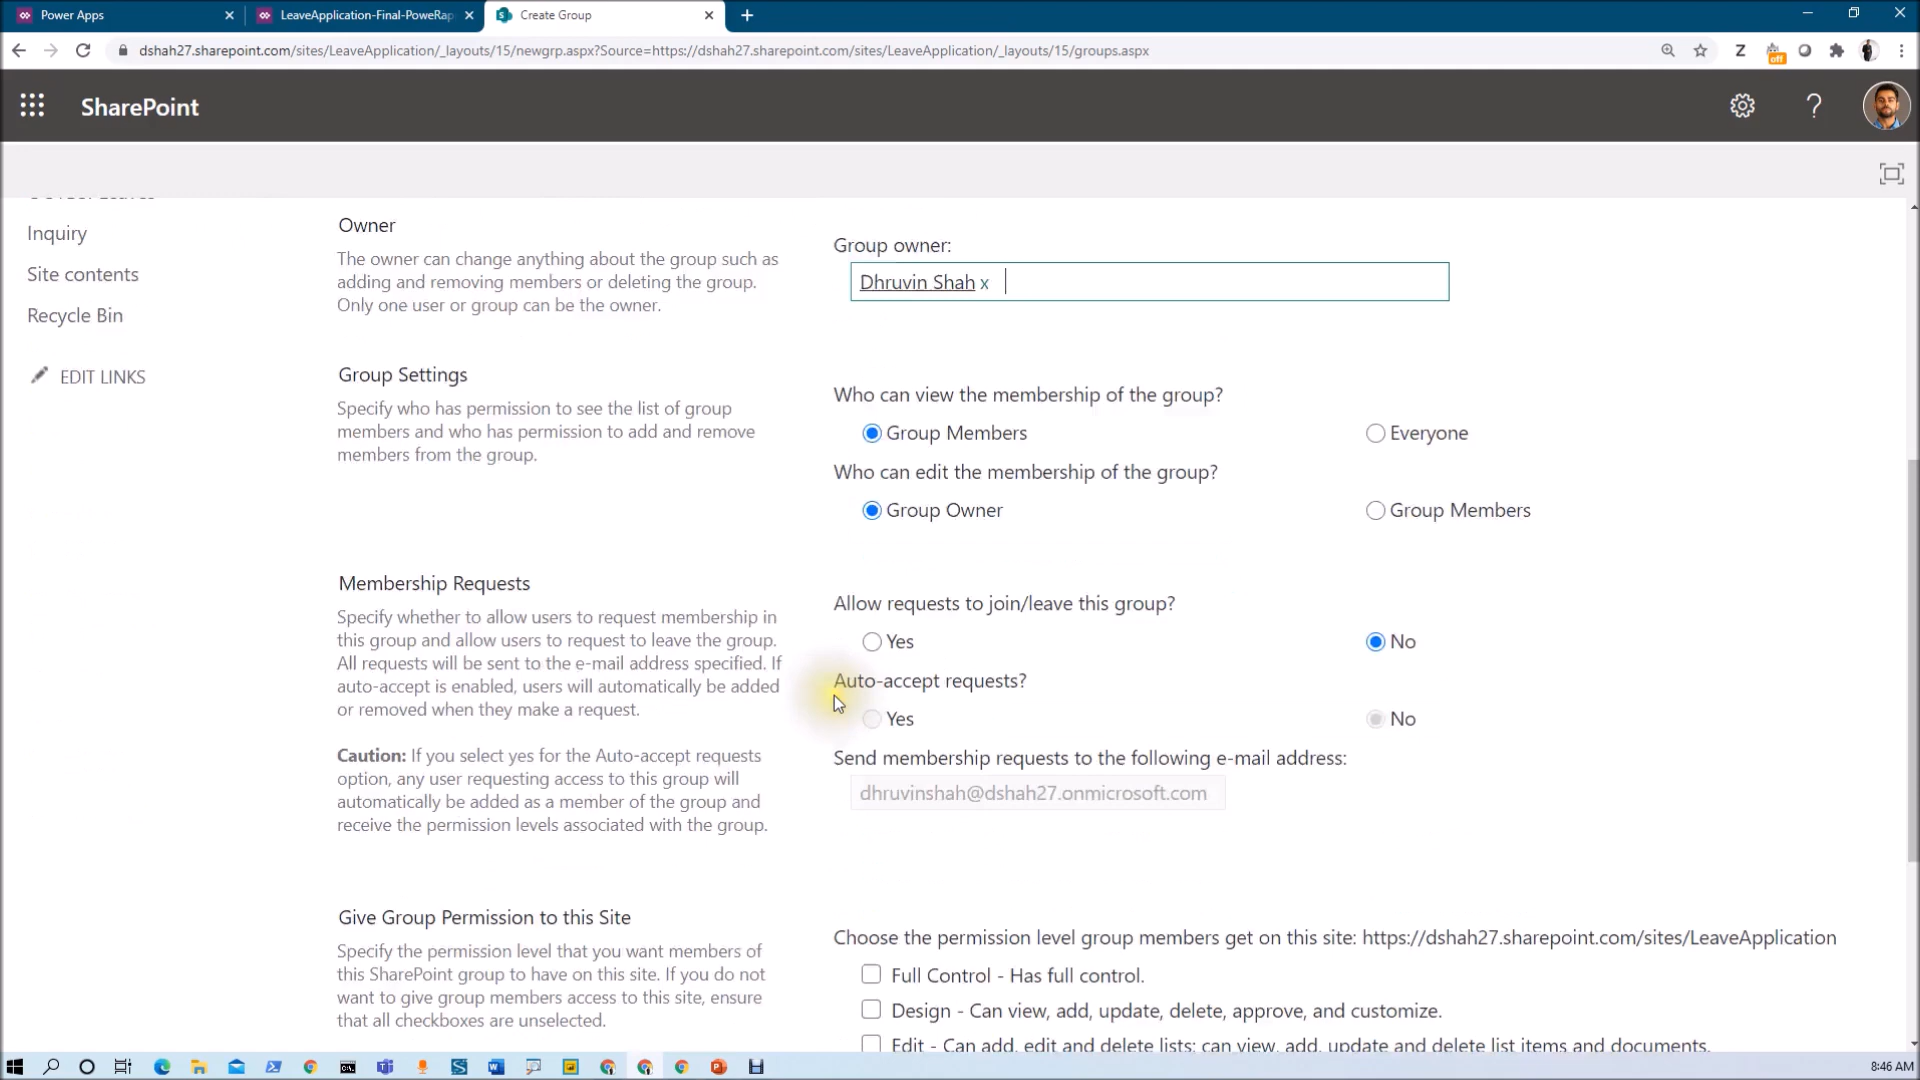 Power Apps
LeaveApplication-Final-PoweRap
Create Group
dshah27.sharepoint.com/sites/LeaveApplication/_layouts/15/newgrp.aspx?Source=https://dshah27.sharepoint.com/sites/LeaveApplication/_layouts/15/groups.aspx
Z
off
SharePoint
Inquiry
Site contents
Recycle Bin
EDIT LINKS
Owner
The owner can change anything about the group such as
adding and removing members or deleting the group.
Only one user or group can be the owner.
Group owner:
Dhruvin Shah x
Group Settings
Specify who has permission to see the list of group
members and who has permission to add and remove
members from the group.
Who can view the membership of the group?
Group Members
Everyone
Who can edit the membership of the group?
Group Owner
Group Members
Membership Requests
Specify whether to allow users to request membership in
this group and allow users to request to leave the group.
All requests will be sent to the e-mail address specified. If
auto-accept is enabled, users will automatically be added
or removed when they make a request.
Caution: If you select yes for the Auto-accept requests
option, any user requesting access to this group will
automatically be added as a member of the group and
receive the permission levels associated with the group.
Allow requests to join/leave this group?
Yes
No
Auto-accept requests?
Yes
No
Send membership requests to the following e-mail address:
dhruvinshah@dshah27.onmicrosoft.com
Give Group Permission to this Site
Specify the permission level that you want members of
this SharePoint group to have on this site. If you do not
want to give group members access to this site, ensure
that all checkboxes are unselected.
Choose the permission level group members get on this site: https://dshah27.sharepoint.com/sites/LeaveApplication
Full Control - Has full control.
Design - Can view, add, update, delete, approve, and customize.
Edit - Can add, edit and delete lists; can view, add, update and delete list items and documents.
8:46 AM